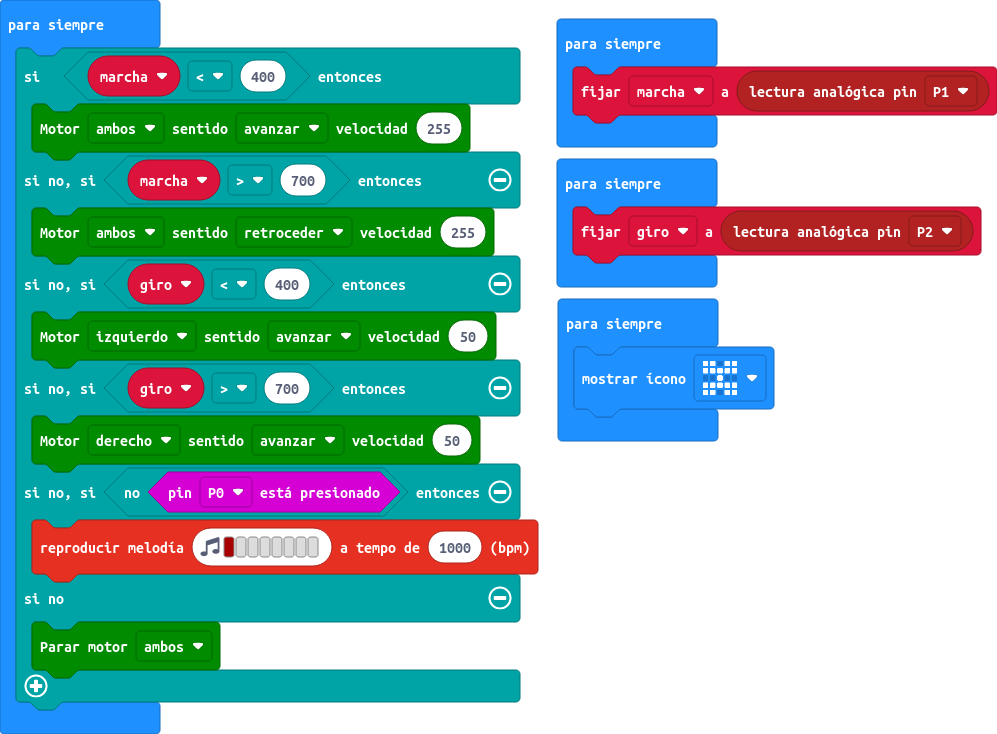 para siempre
si marcha < 400 entonces
Motor ambos sentido avanzar velocidad 255
si no, si marcha > 700 entonces
Motor ambos sentido retroceder velocidad 255
si no, si giro < 400 entonces
Motor izquierdo sentido avanzar velocidad 50
si no, si giro > 700 entonces
Motor derecho sentido avanzar velocidad 50
si no, si no pin P0 está presionado entonces
reproducir melodía a tempo de 1000 (bpm)
si no
Parar motor ambos
para siempre
fijar marcha a lectura analógica pin P1
para siempre
fijar giro a lectura analógica pin P2
para siempre
mostrar ícono